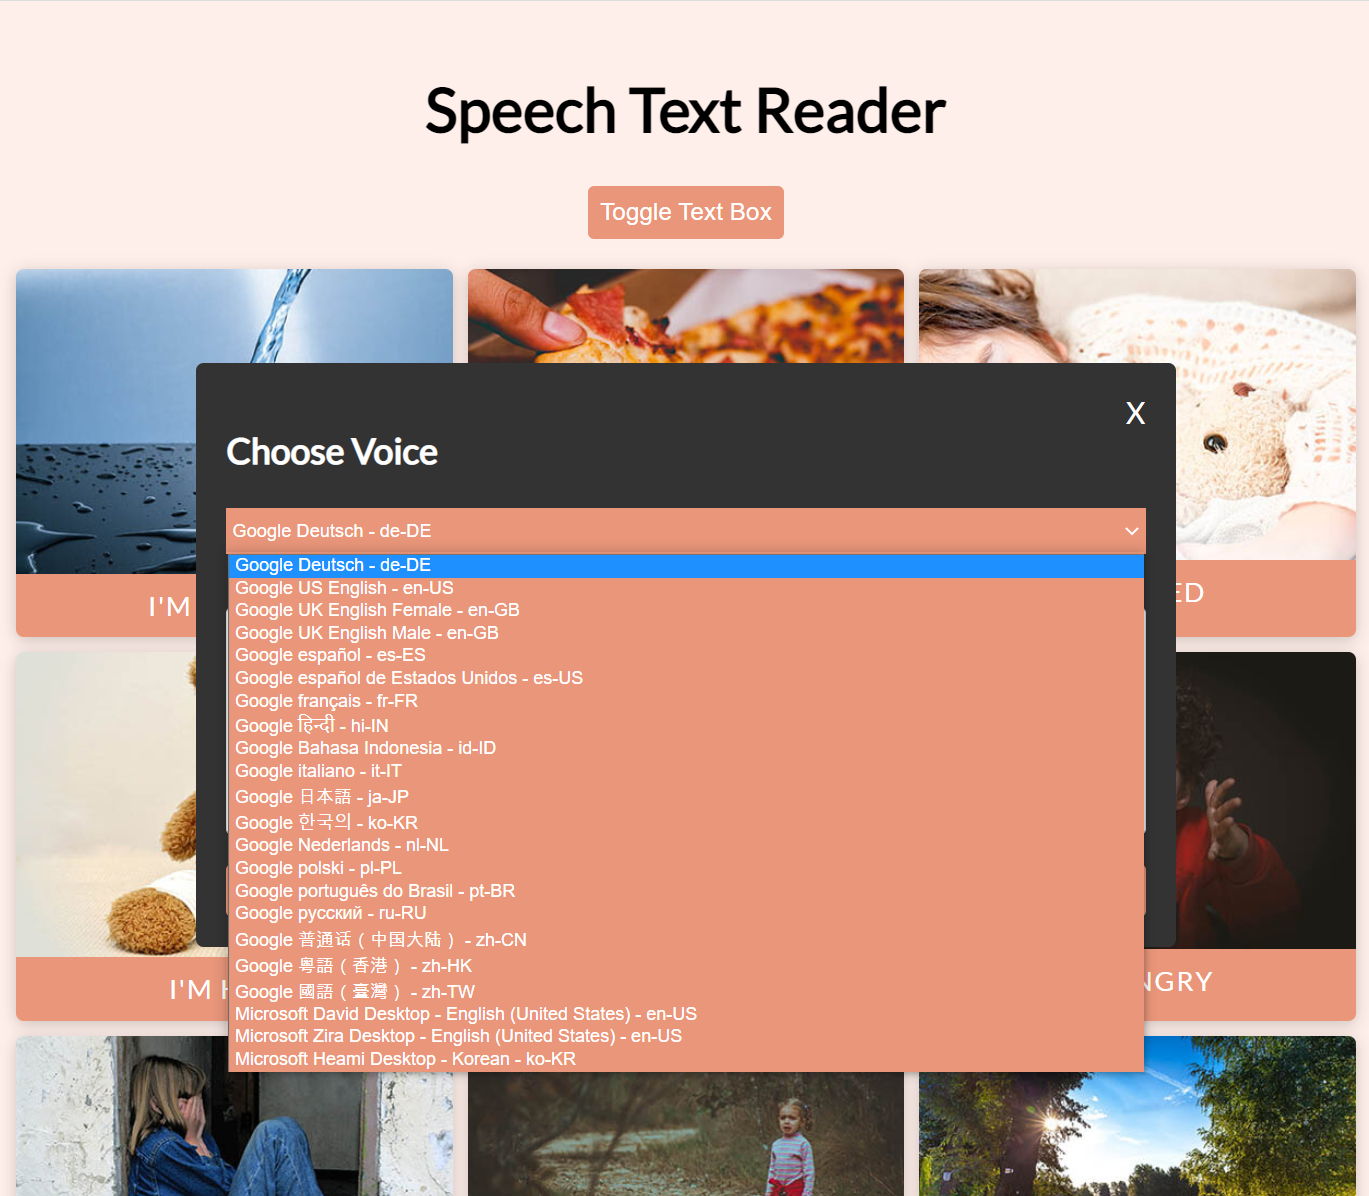 Speech Text Reader
Toggle Text Box
X
Choose Voice
Google Deutsch - de-DE
Google Deutsch - de-DE
Google US English - en-US
Google UK English Female - en-GB
Google UK English Male - en-GB
Google español - es-ES
Google español de Estados Unidos - es-US
Google français - fr-FR
Google हिन्दी - hi-IN
Google Bahasa Indonesia - id-ID
Google italiano - it-IT
Google 日本語 - ja-JP
Google 한국의 - ko-KR
Google Nederlands - nl-NL
Google polski - pl-PL
Google português do Brasil - pt-BR
Google русский - ru-RU
Google 普通话（中国大陆） - zh-CN
Google 粤語（香港） - zh-HK
Google 國語（臺灣） - zh-TW
Microsoft David Desktop - English (United States) - en-US
Microsoft Zira Desktop - English (United States) - en-US
Microsoft Heami Desktop - Korean - ko-KR
I'M
I'M